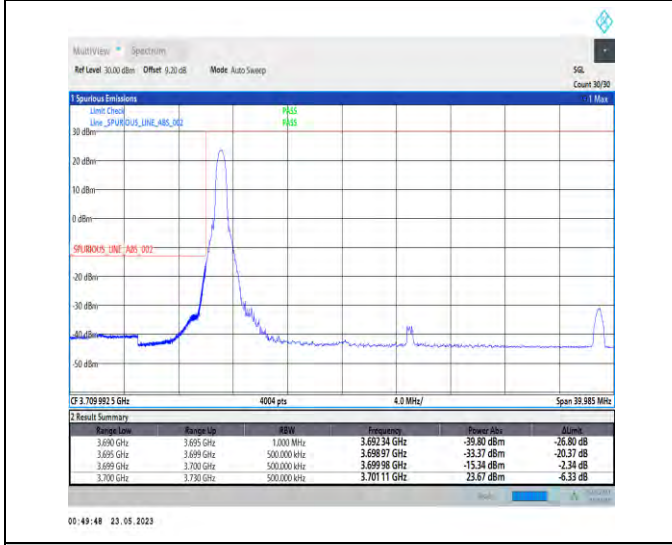 MultiView Spectrum
Ref Level 30.00 dBm Offset 9.20 dB Mode Auto Sweep SGL
Count 30/30
1 Spurious Emissions 1 Max
Limit Check PASS
Line _SPURIOUS_LINE_ABS_002 PASS
30 dBm
20 dBm
10 dBm
0 dBm
SPURIOUS_LINE_ABS_002
-20 dBm
-30 dBm
-40 dBm
-50 dBm
CF 3.709 992 5 GHz 4004 pts 4.0 MHz/ Span 39.985 MHz
2 Result Summary
Range Low Range Up RBW Frequency Power Abs ΔLimit
3.690 GHz 3.695 GHz 1.000 MHz 3.692 34 GHz -39.80 dBm -26.80 dB
3.695 GHz 3.699 GHz 500.000 kHz 3.698 97 GHz -33.37 dBm -20.37 dB
3.699 GHz 3.700 GHz 500.000 kHz 3.699 98 GHz -15.34 dBm -2.34 dB
3.700 GHz 3.730 GHz 500.000 kHz 3.701 11 GHz 23.67 dBm -6.33 dB
00:49:48 23.05.2023